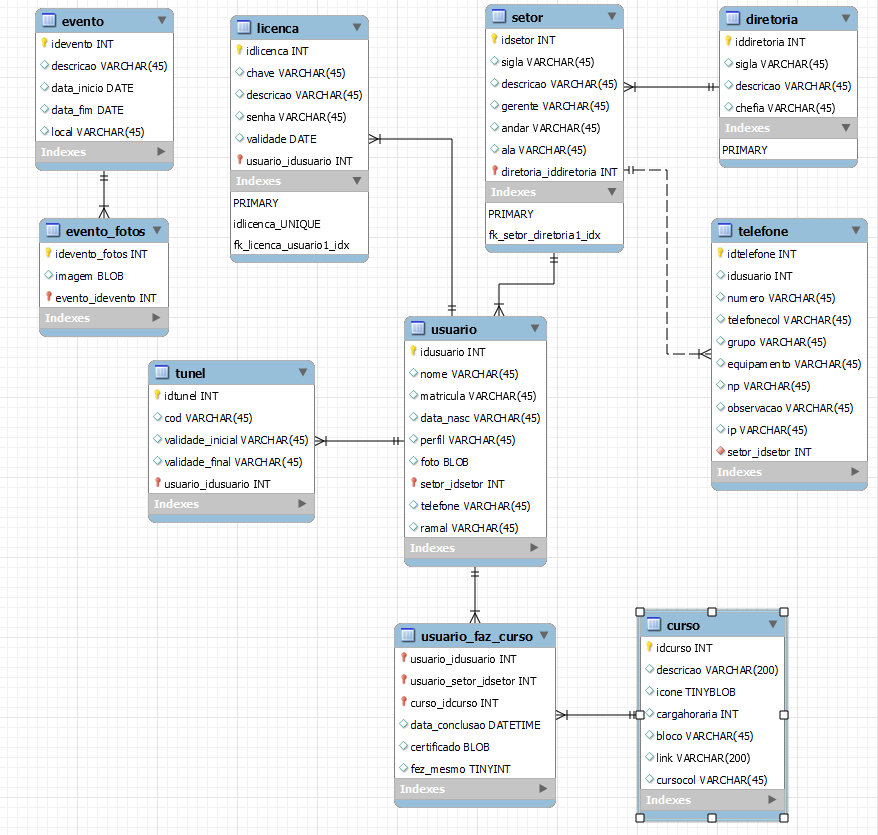 evento
idevento INT
descricao VARCHAR(45)
data_inicio DATE
data_fim DATE
local VARCHAR(45)
Indexes
licenca
idlicenca INT
chave VARCHAR(45)
descricao VARCHAR(45)
senha VARCHAR(45)
validade DATE
usuario_idusuario INT
Indexes
PRIMARY
idlicenca_UNIQUE
fk_licenca_usuario1_idx
setor
idsetor INT
sigla VARCHAR(45)
descricao VARCHAR(45)
gerente VARCHAR(45)
andar VARCHAR(45)
ala VARCHAR(45)
diretoria_iddiretoria INT
Indexes
PRIMARY
fk_setor_diretoria1_idx
diretoria
iddiretoria INT
sigla VARCHAR(45)
descricao VARCHAR(45)
chefia VARCHAR(45)
Indexes
PRIMARY
evento_fotos
idevento_fotos INT
imagem BLOB
evento_idevento INT
Indexes
telefone
idtelefone INT
idusuario INT
numero VARCHAR(45)
telefonecol VARCHAR(45)
grupo VARCHAR(45)
equipamento VARCHAR(45)
np VARCHAR(45)
observacao VARCHAR(45)
ip VARCHAR(45)
setor_idsetor INT
Indexes
tunel
idtunel INT
cod VARCHAR(45)
validade_inicial VARCHAR(45)
validade_final VARCHAR(45)
usuario_idusuario INT
Indexes
usuario
idusuario INT
nome VARCHAR(45)
matricula VARCHAR(45)
data_nasc VARCHAR(45)
perfil VARCHAR(45)
foto BLOB
setor_idsetor INT
telefone VARCHAR(45)
ramal VARCHAR(45)
Indexes
usuario_faz_curso
usuario_idusuario INT
usuario_setor_idsetor INT
curso_idcurso INT
data_conclusao DATETIME
certificado BLOB
fez_mesmo TINYINT
Indexes
curso
idcurso INT
descricao VARCHAR(200)
icone TINYBLOB
cargahoraria INT
bloco VARCHAR(45)
link VARCHAR(200)
cursocol VARCHAR(45)
Indexes